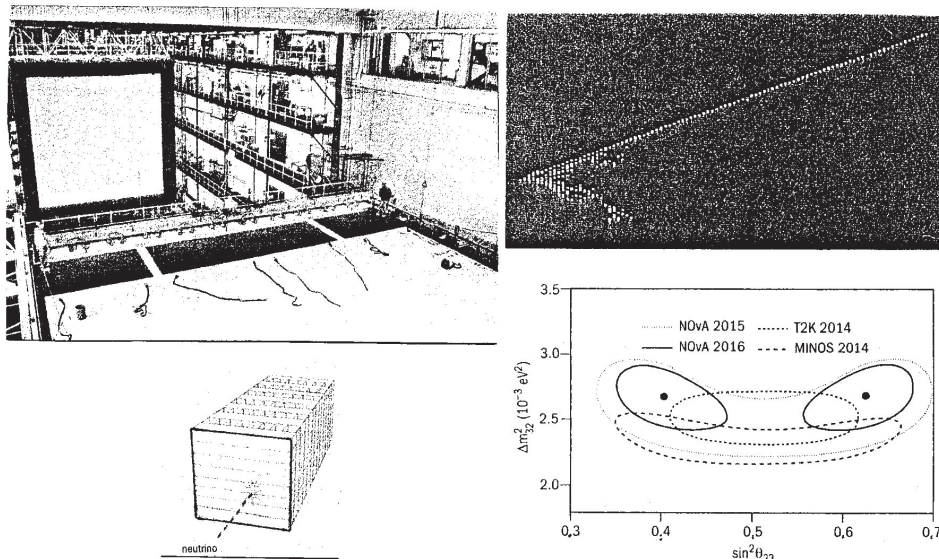 neutrino
3.5
3.0
2.5
2.0
Δm²₃₂ (10⁻³ eV²)
NOvA 2015
NOvA 2016
T2K 2014
MINOS 2014
0,3
0,4
0,5
0,6
0,7
sin²θ₂₃